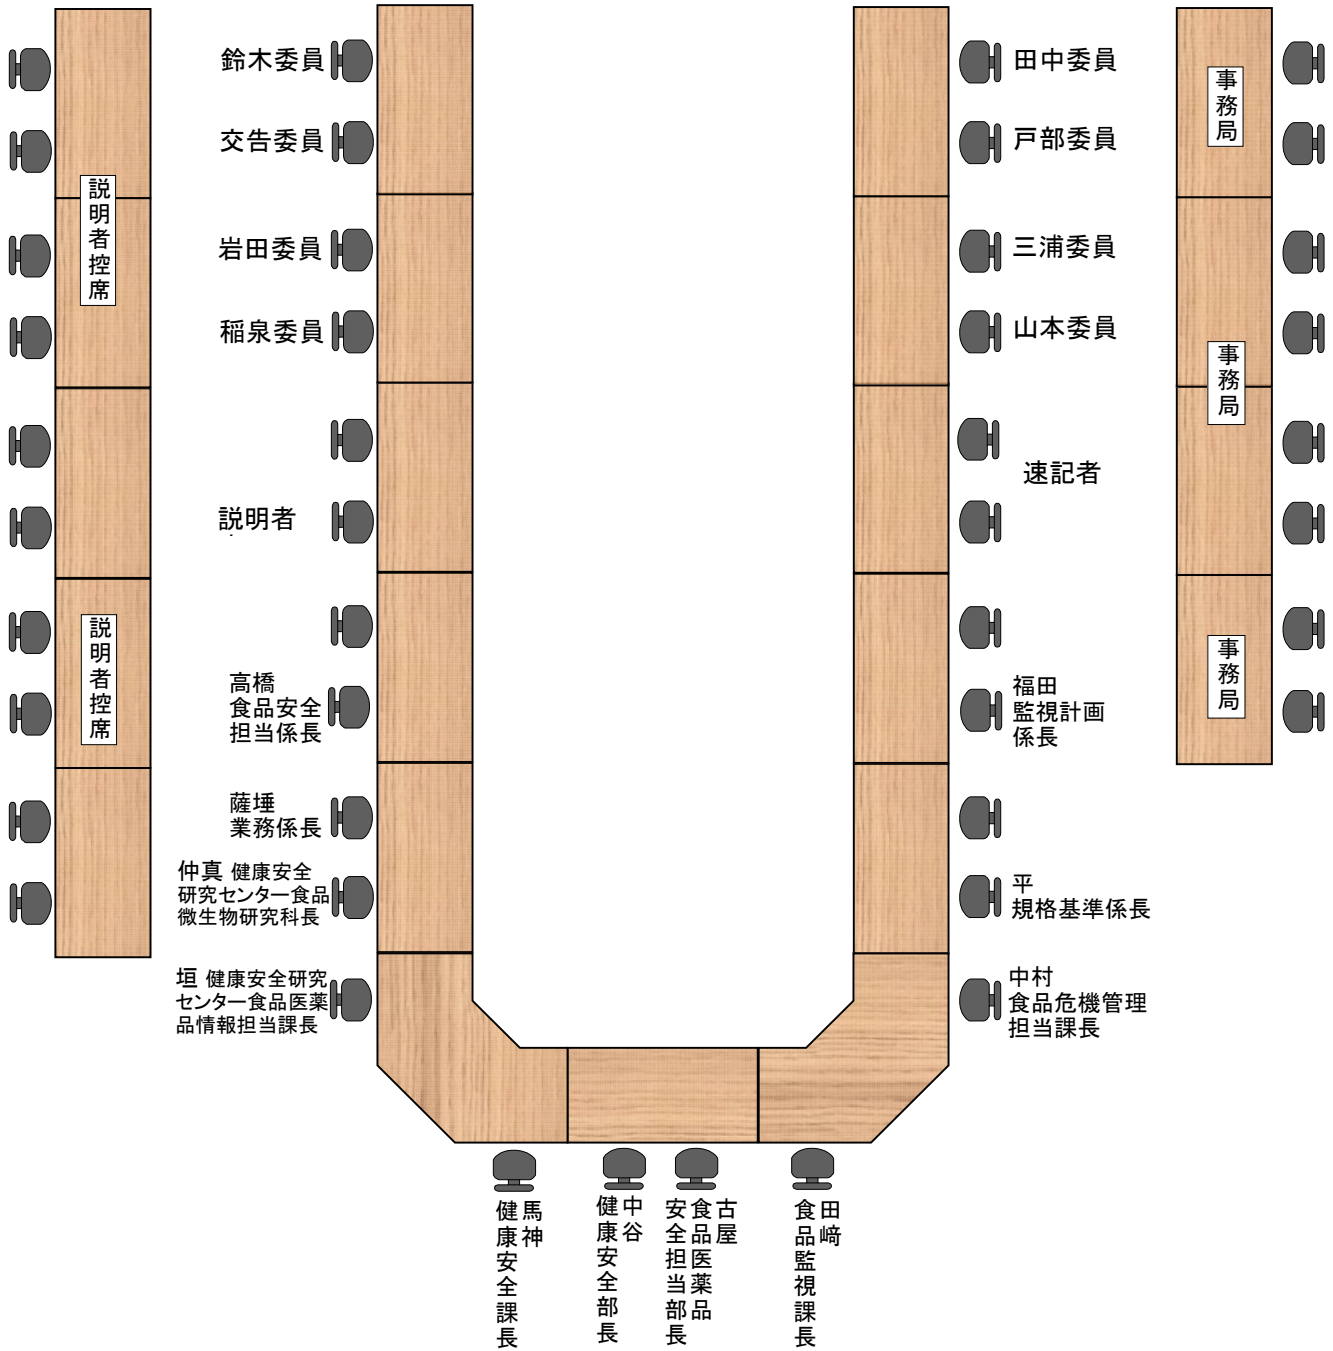 鈴木委員
交告委員
岩田委員
稲泉委員
説明者
高橋
食品安全
担当係長
薩埵
業務係長
仲真 健康安全
研究センター食品
微生物研究科長
垣 健康安全研究
センター食品医薬
品情報担当課長
田中委員
戸部委員
三浦委員
山本委員
速記者
福田
監視計画
係長
平
規格基準係長
中村
食品危機管理
担当課長
説明者控席
説明者控席
事務局
事務局
事務局
馬神
健康安全課長
中谷
健康安全部長
古屋
食品医薬品
安全担当部長
田﨑
食品監視課長